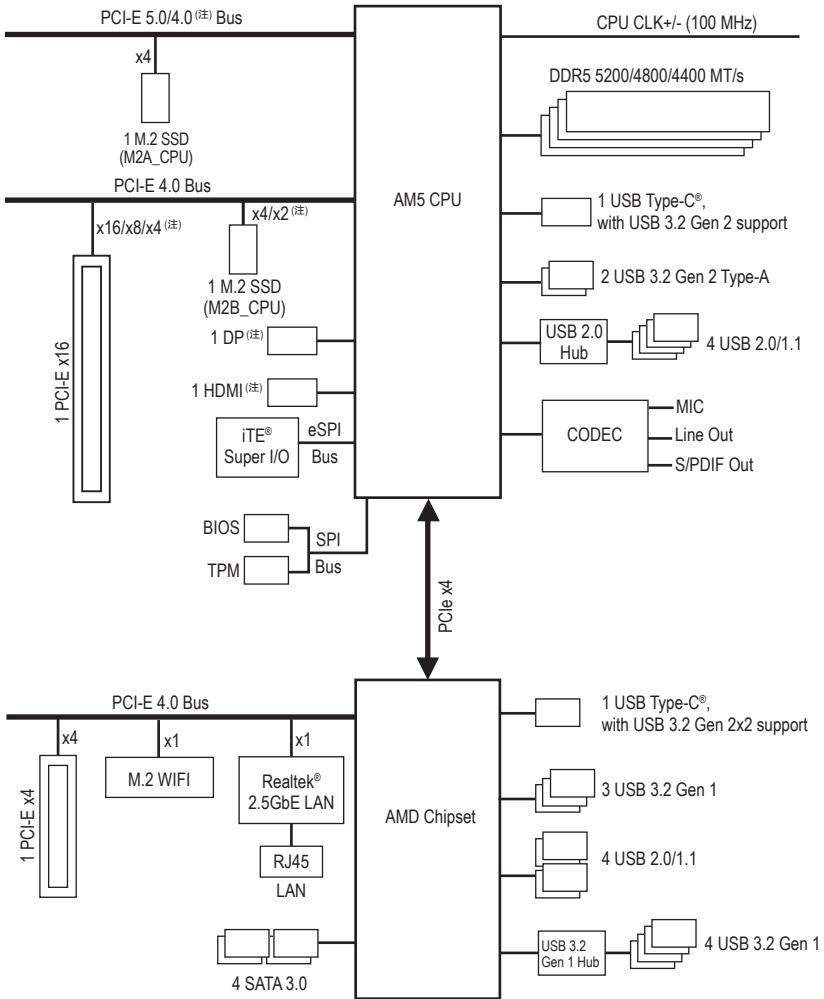 PCI-E 5.0/4.0 (注) Bus
CPU CLK+/- (100 MHz)
x4
DDR5 5200/4800/4400 MT/s
1 M.2 SSD
(M2A_CPU)
PCI-E 4.0 Bus
AM5 CPU
x16/x8/x4 (注)
x4/x2 (注)
1 USB Type-C®,
with USB 3.2 Gen 2 support
1 M.2 SSD
(M2B_CPU)
2 USB 3.2 Gen 2 Type-A
1 PCI-E x16
1 DP (注)
USB 2.0
Hub
4 USB 2.0/1.1
1 HDMI (注)
iTE®
Super I/O
eSPI
Bus
CODEC
MIC
Line Out
S/PDIF Out
BIOS
TPM
SPI
Bus
PCIe x4
PCI-E 4.0 Bus
1 USB Type-C®,
with USB 3.2 Gen 2x2 support
x4
x1
x1
1 PCI-E x4
M.2 WIFI
Realtek®
2.5GbE LAN
AMD Chipset
3 USB 3.2 Gen 1
RJ45
LAN
4 USB 2.0/1.1
4 SATA 3.0
USB 3.2
Gen 1 Hub
4 USB 3.2 Gen 1